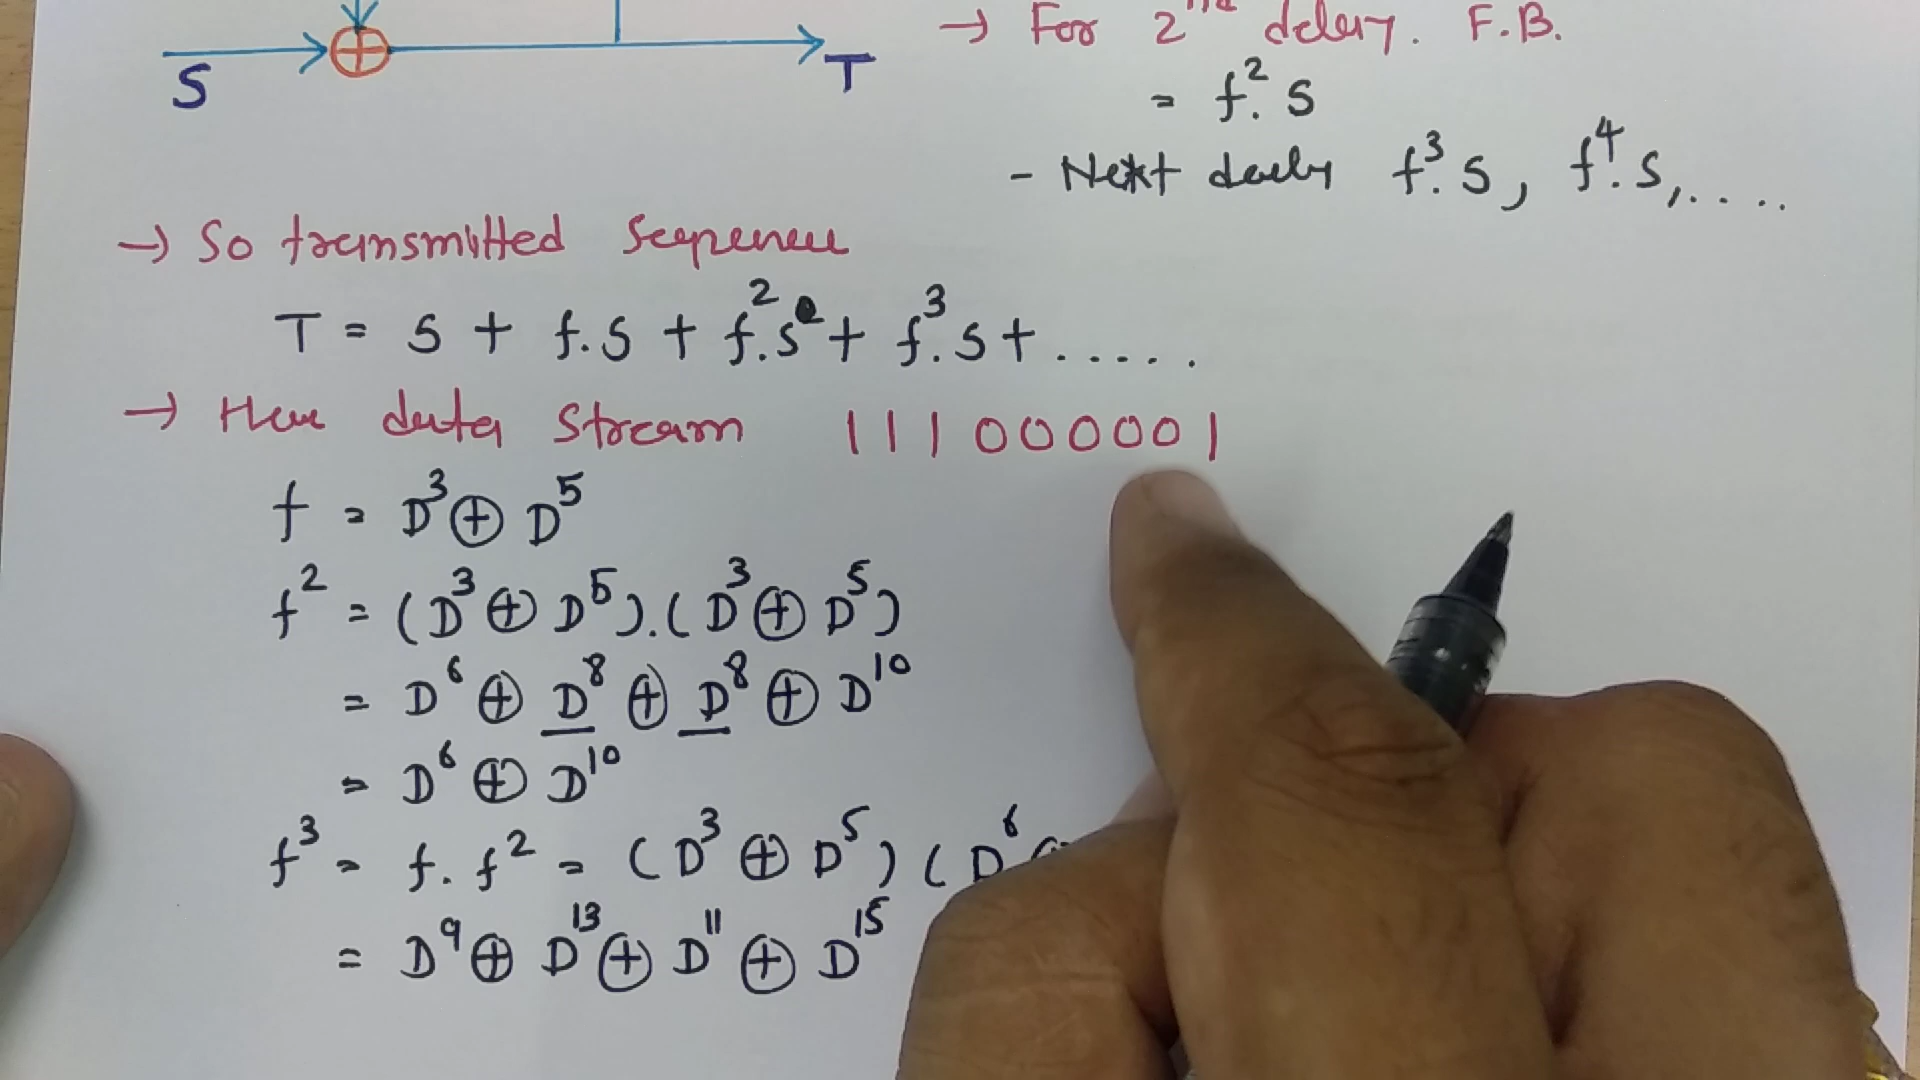 → For 2nd delay. F.B.
S T
= f².S
- Next daely f³.S, f⁴.S, .....
→ So transmitted Sequence
T = S + f.S + f².S + f³.S + .....
→ Here data Stream 111000001
f = D³ ⊕ D⁵
f² = (D³ ⊕ D⁵).(D³ ⊕ D⁵)
= D⁶ ⊕ D⁸ ⊕ D⁸ ⊕ D¹⁰
= D⁶ ⊕ D¹⁰
f³ = f.f² = (D³ ⊕ D⁵)(D⁶
= D⁹ ⊕ D¹³ ⊕ D¹¹ ⊕ D¹⁵